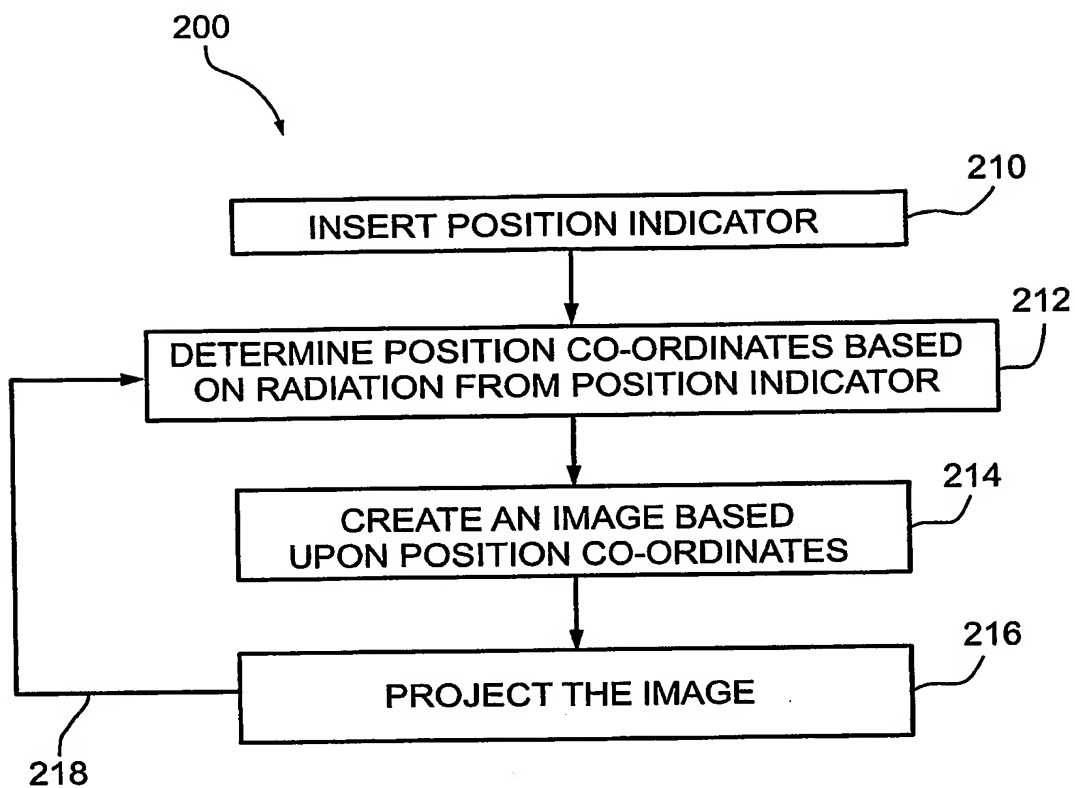 200
210
INSERT POSITION INDICATOR
212
DETERMINE POSITION CO-ORDINATES BASED
ON RADIATION FROM POSITION INDICATOR
214
CREATE AN IMAGE BASED
UPON POSITION CO-ORDINATES
216
PROJECT THE IMAGE
218